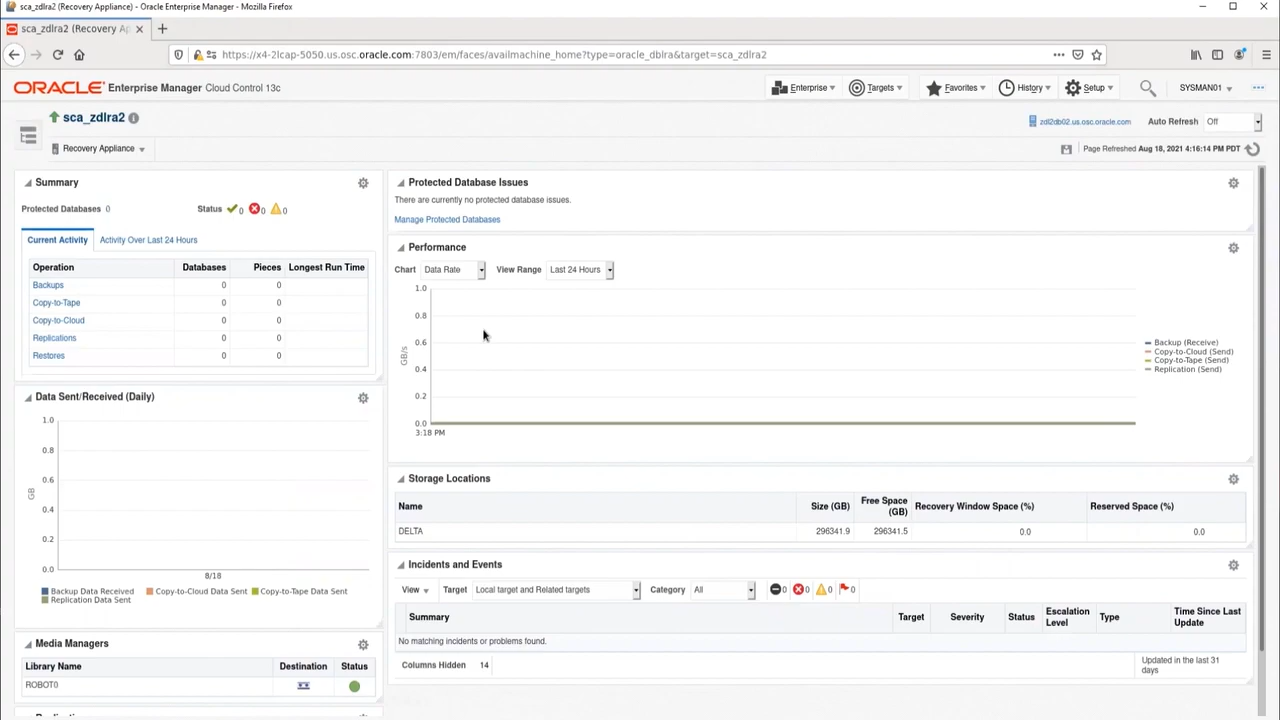 sca_zdlra2 (Recovery Appliance) - Oracle Enterprise Manager - Mozilla Firefox
sca_zdlra2 (Recovery Ap
https://x4-2lcap-5050.us.osc.oracle.com:7803/em/faces/availmachine_home?type=oracle_dblra&target=sca_zdlra2
ORACLE Enterprise Manager Cloud Control 13c
Enterprise Targets Favorites History Setup SYSMAN01
sca_zdlra2
zdl2db02.us.osc.oracle.com Auto Refresh Off
Recovery Appliance
Page Refreshed Aug 18, 2021 4:16:14 PM PDT
Summary
Protected Databases 0 Status 0 0 0
Current Activity Activity Over Last 24 Hours
Operation Databases Pieces Longest Run Time
Backups 0 0
Copy-to-Tape 0 0
Copy-to-Cloud 0 0
Replications 0 0
Restores 0 0
Data Sent/Received (Daily)
1.0
0.8
0.6
GB
0.4
0.2
0.0
8/18
Backup Data Received Copy-to-Cloud Data Sent Copy-to-Tape Data Sent
Replication Data Sent
Media Managers
Library Name Destination Status
ROBOT0
Protected Database Issues
There are currently no protected database issues.
Manage Protected Databases
Performance
Chart Data Rate View Range Last 24 Hours
1.0
0.8
0.6
GB/s
0.4
0.2
0.0
3:18 PM
Backup (Receive)
Copy-to-Cloud (Send)
Copy-to-Tape (Send)
Replication (Send)
Storage Locations
Name Size (GB) Free Space (GB) Recovery Window Space (%) Reserved Space (%)
DELTA 296341.9 296341.5 0.0 0.0
Incidents and Events
View Target Local target and Related targets Category All 0 0 0 0
Summary Target Severity Status Escalation Level Type Time Since Last Update
No matching incidents or problems found.
Columns Hidden 14
Updated in the last 31 days